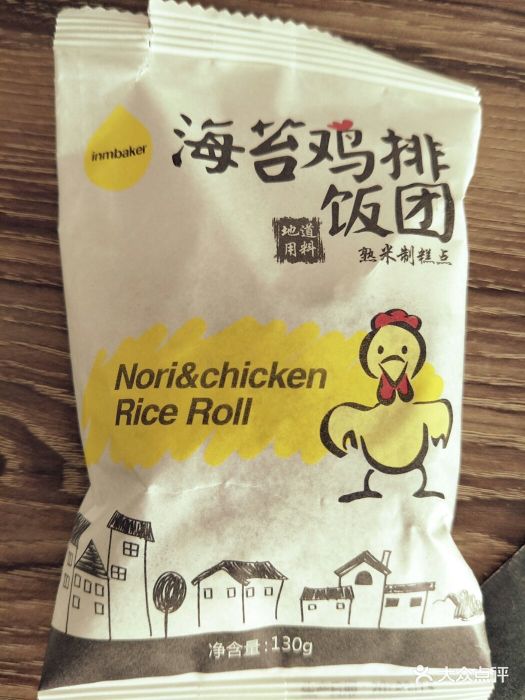 inmbaker
海苔鸡排
饭团
地道
用料
熟米制糕点
Nori&chicken
Rice Roll
净含量:130g
大众点评